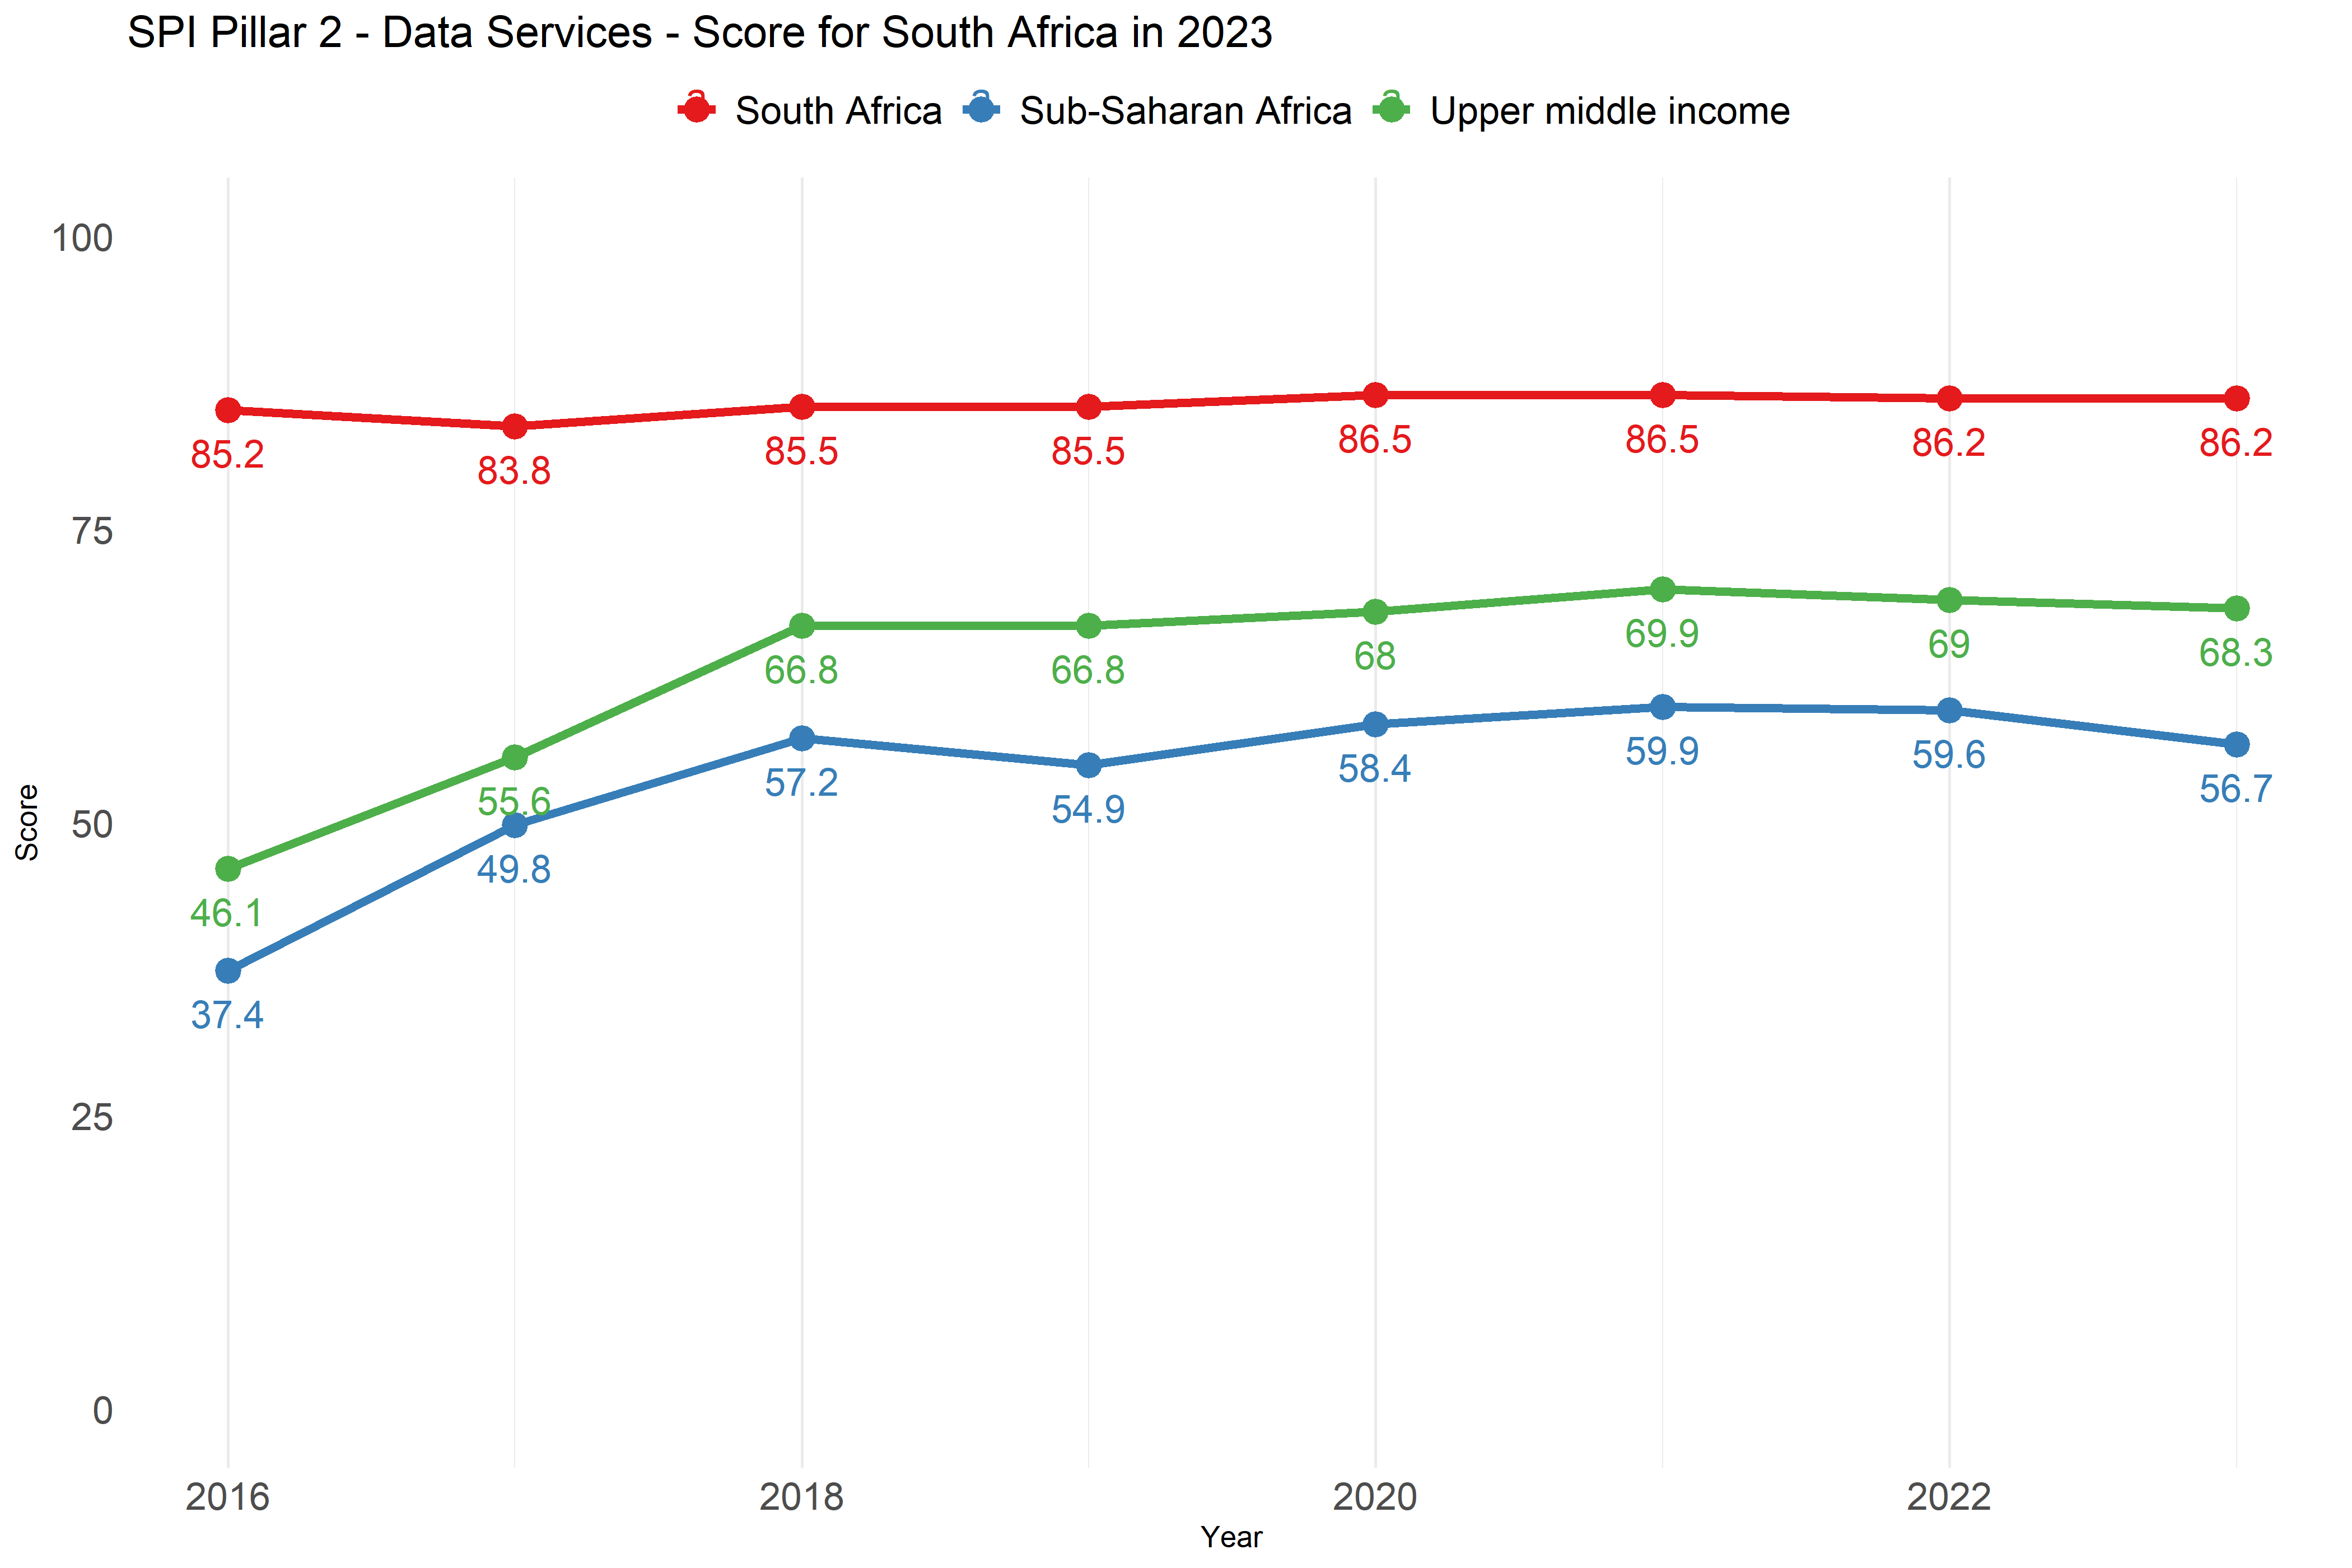 SPI Pillar 2 - Data Services - Score for South Africa in 2023
a South Africa a Sub-Saharan Africa a Upper middle income
100
75
50
25
0
Score
85.2 83.8 85.5 85.5 86.5 86.5 86.2 86.2
46.1 55.6 66.8 66.8 68 69.9 69 68.3
37.4 49.8 57.2 54.9 58.4 59.9 59.6 56.7
2016 2018 2020 2022
Year